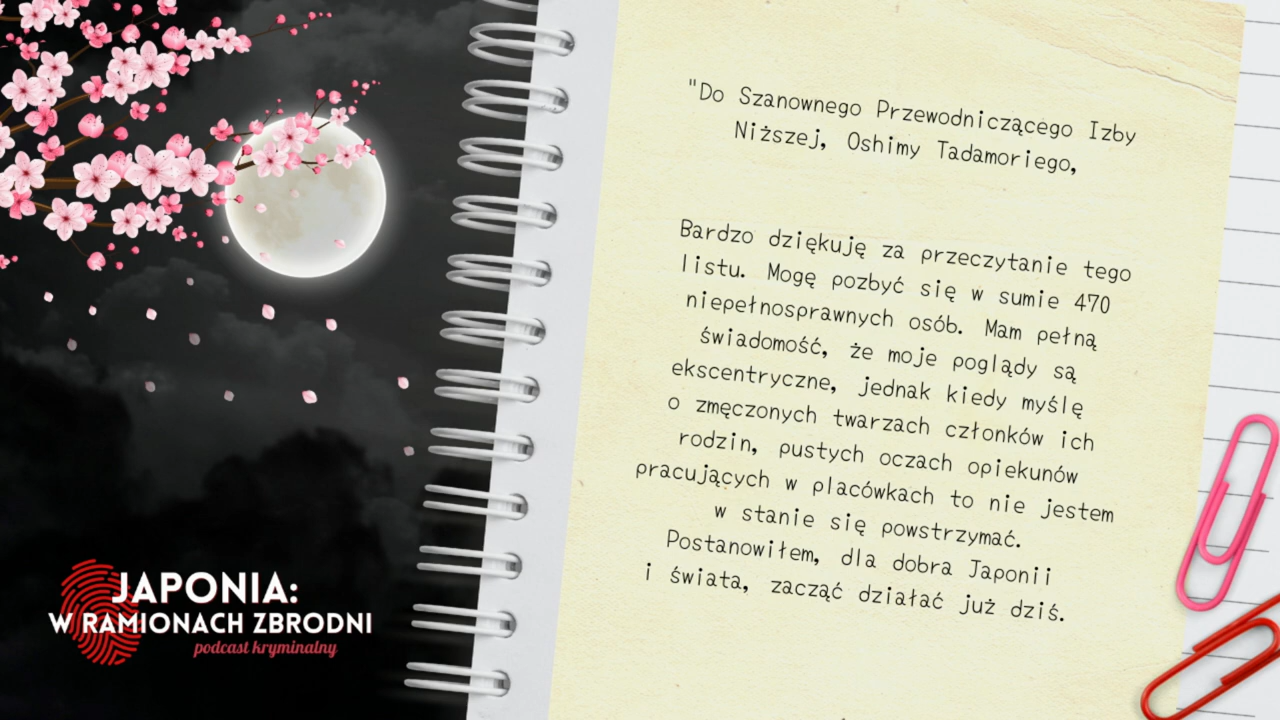 "Do Szanownego Przewodniczącego Izby
Niższej, Oshimy Tadamoriego,
Bardzo dziękuję za przeczytanie tego
listu. Mogę pozbyć się w sumie 470
niepełnosprawnych osób. Mam pełną
świadomość, że moje poglądy są
ekscentryczne, jednak kiedy myślę
o zmęczonych twarzach członków ich
rodzin, pustych oczach opiekunów
pracujących w placówkach to nie jestem
w stanie się powstrzymać.
Postanowiłem, dla dobra Japonii
i świata, zacząć działać już dziś.
JAPONIA:
W RAMIONACH ZBRODNI
podcast kryminalny